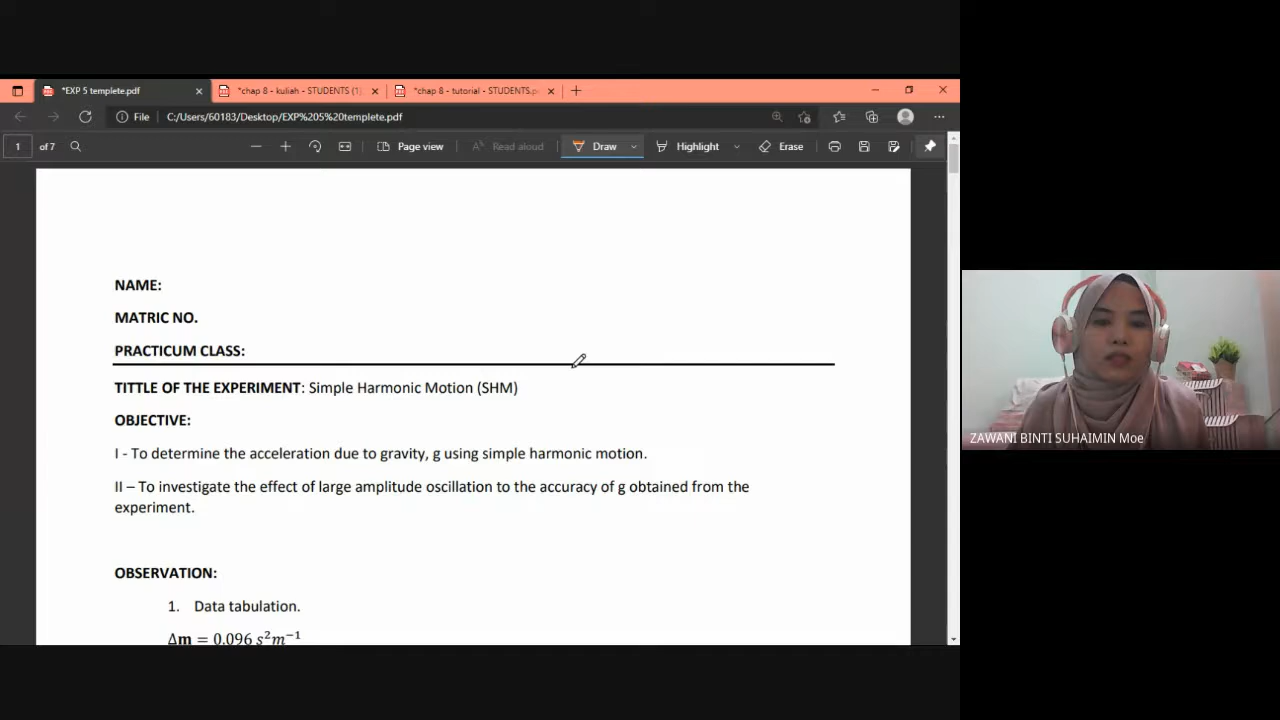 *EXP 5 templete.pdf
*chap 8 - kuliah - STUDENTS (1)
*chap 8 - tutorial - STUDENTS.p
File
C:/Users/60183/Desktop/EXP%205%20templete.pdf
1 of 7
Page view
Read aloud
Draw
Highlight
Erase
NAME:
MATRIC NO.
PRACTICUM CLASS:
TITTLE OF THE EXPERIMENT: Simple Harmonic Motion (SHM)
OBJECTIVE:
I - To determine the acceleration due to gravity, g using simple harmonic motion.
II – To investigate the effect of large amplitude oscillation to the accuracy of g obtained from the
experiment.
OBSERVATION:
1. Data tabulation.
Δm = 0.096 s²m⁻¹
ZAWANI BINTI SUHAIMIN Moe